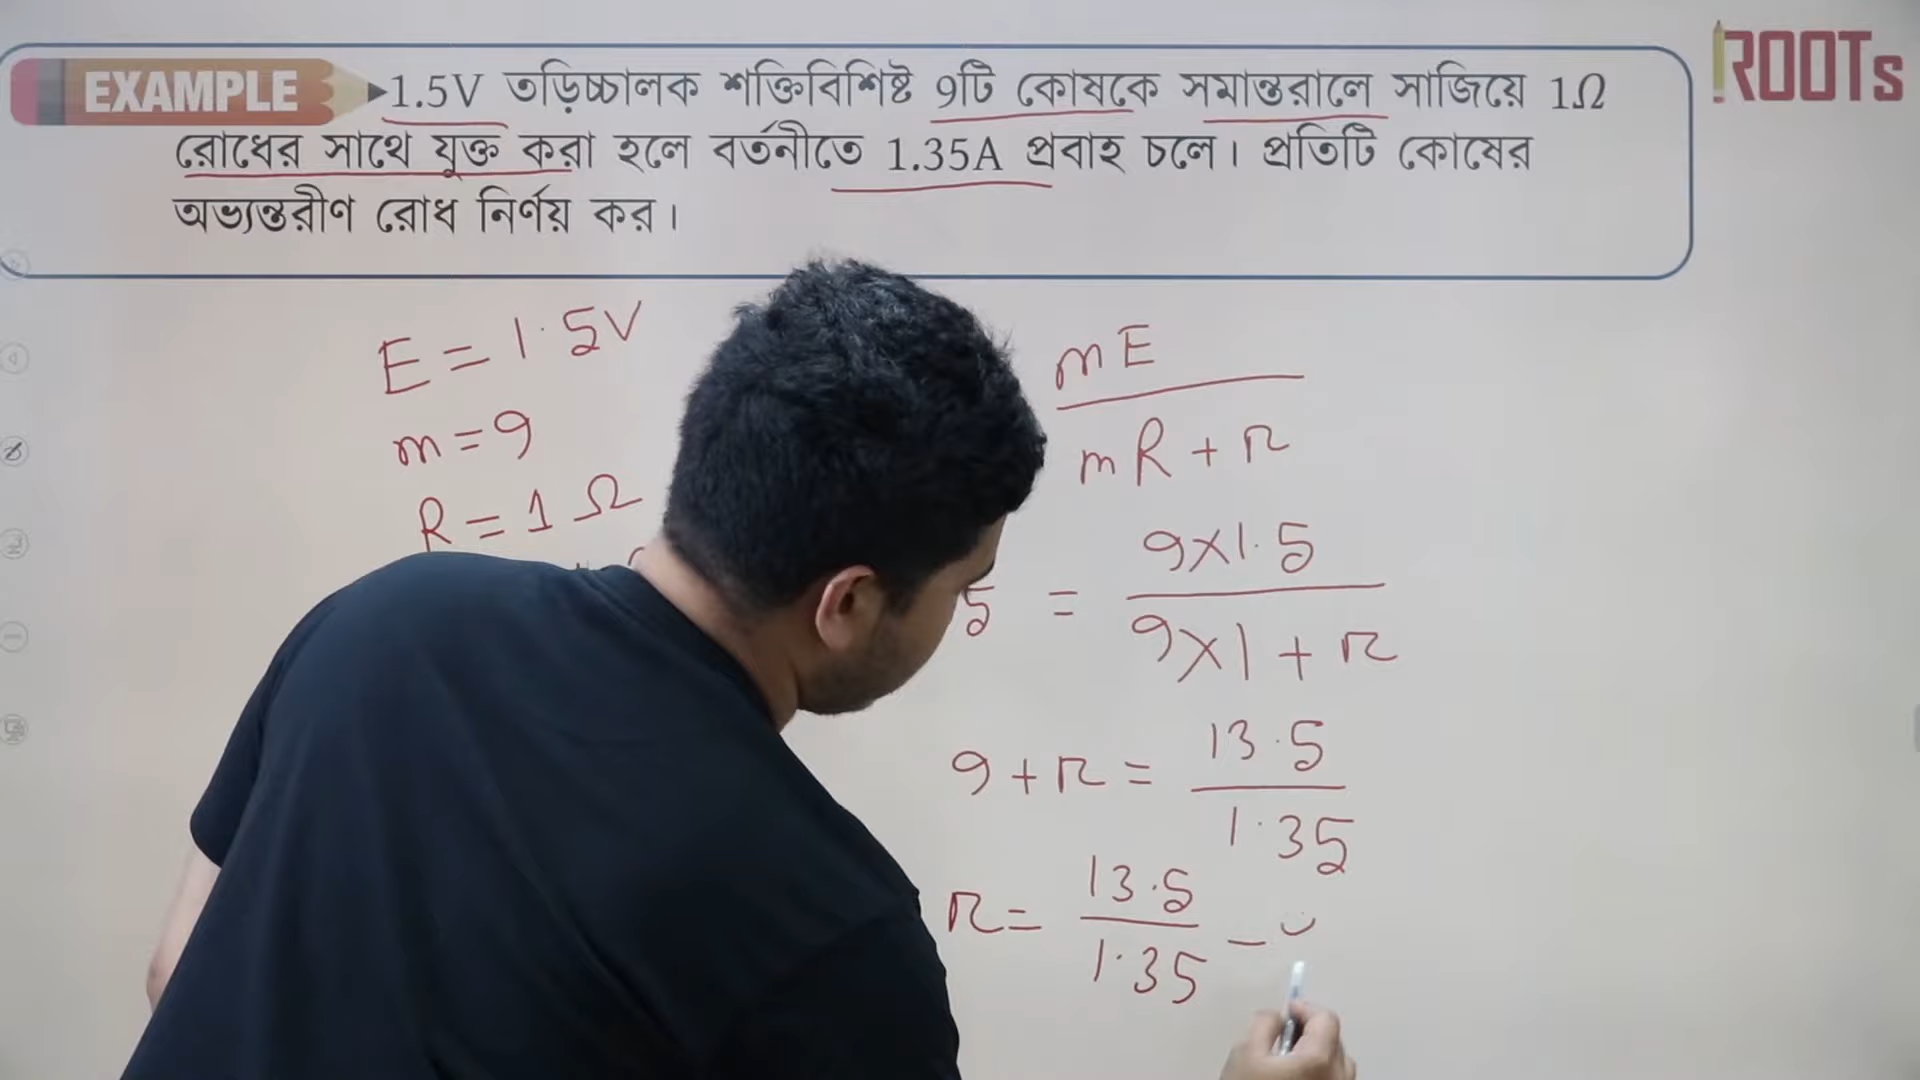 ROOTs
EXAMPLE 1.5V তড়িচ্চালক শক্তিবিশিষ্ট 9টি কোষকে সমান্তরালে সাজিয়ে 1Ω
রোধের সাথে যুক্ত করা হলে বর্তনীতে 1.35A প্রবাহ চলে। প্রতিটি কোষের
অভ্যন্তরীণ রোধ নির্ণয় কর।
E = 1.5V
m = 9
R = 1 Ω
mE
mR + r
9×1.5
5 =
9×1 + r
13.5
9 + r =
1.35
13.5
r = -
1.35